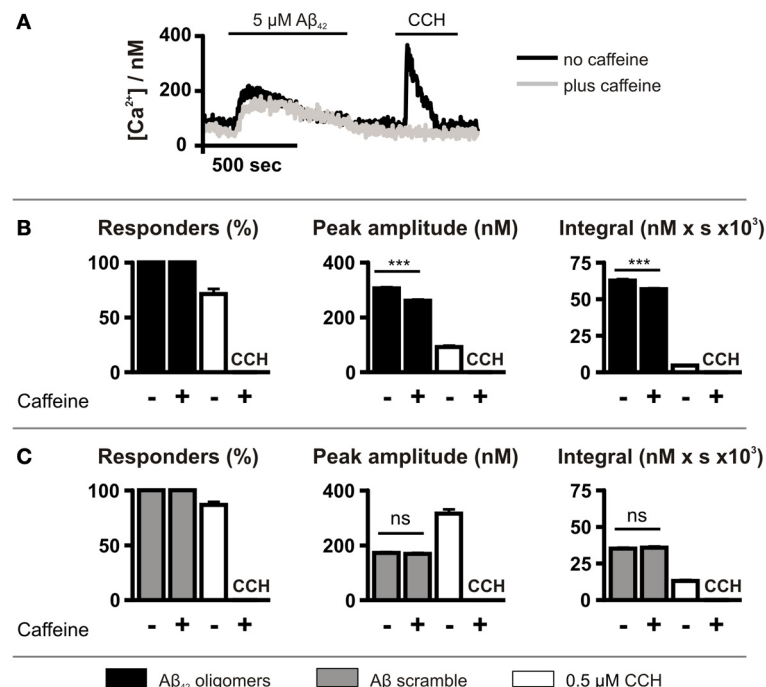 A
5 µM Aβ₄₂
CCH
400
200
0
[Ca²⁺] / nM
500 sec
no caffeine
plus caffeine
B
Responders (%)
Peak amplitude (nM)
Integral (nM x s x10³)
100
50
0
CCH
400
200
0
***
CCH
75
50
25
0
***
CCH
Caffeine
- + - +
- + - +
- + - +
C
Responders (%)
Peak amplitude (nM)
Integral (nM x s x10³)
100
50
0
CCH
400
200
0
ns
CCH
75
50
25
0
ns
CCH
Caffeine
- + - +
- + - +
- + - +
Aβ₄₂ oligomers
Aβ scramble
0.5 µM CCH